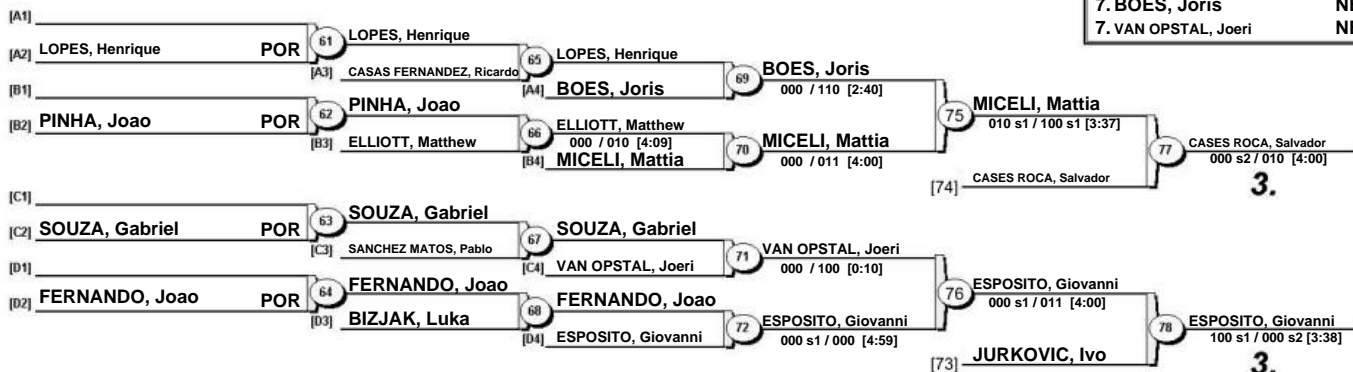 7. BOES, Joris
7. VAN OPSTAL, Joeri
[A1]
[A2] LOPES, Henrique POR
61
LOPES, Henrique
[A3] CASAS FERNANDEZ, Ricardo
65
LOPES, Henrique
[A4] BOES, Joris
69
BOES, Joris
000 / 110 [2:40]
[B1]
[B2] PINHA, Joao POR
62
PINHA, Joao
[B3] ELLIOTT, Matthew
66
ELLIOTT, Matthew
000 / 010 [4:09]
[B4] MICELI, Mattia
70
MICELI, Mattia
000 / 011 [4:00]
75
MICELI, Mattia
010 s1 / 100 s1 [3:37]
[74] CASES ROCA, Salvador
77
CASES ROCA, Salvador
000 s2 / 010 [4:00]
3.
[C1]
[C2] SOUZA, Gabriel POR
63
SOUZA, Gabriel
[C3] SANCHEZ MATOS, Pablo
67
SOUZA, Gabriel
[C4] VAN OPSTAL, Joeri
71
VAN OPSTAL, Joeri
000 / 100 [0:10]
[D1]
[D2] FERNANDO, Joao POR
64
FERNANDO, Joao
[D3] BIZJAK, Luka
68
FERNANDO, Joao
[D4] ESPOSITO, Giovanni
72
ESPOSITO, Giovanni
000 s1 / 000 [4:59]
76
ESPOSITO, Giovanni
000 s1 / 011 [4:00]
[73] JURKOVIC, Ivo
78
ESPOSITO, Giovanni
100 s1 / 000 s2 [3:38]
3.